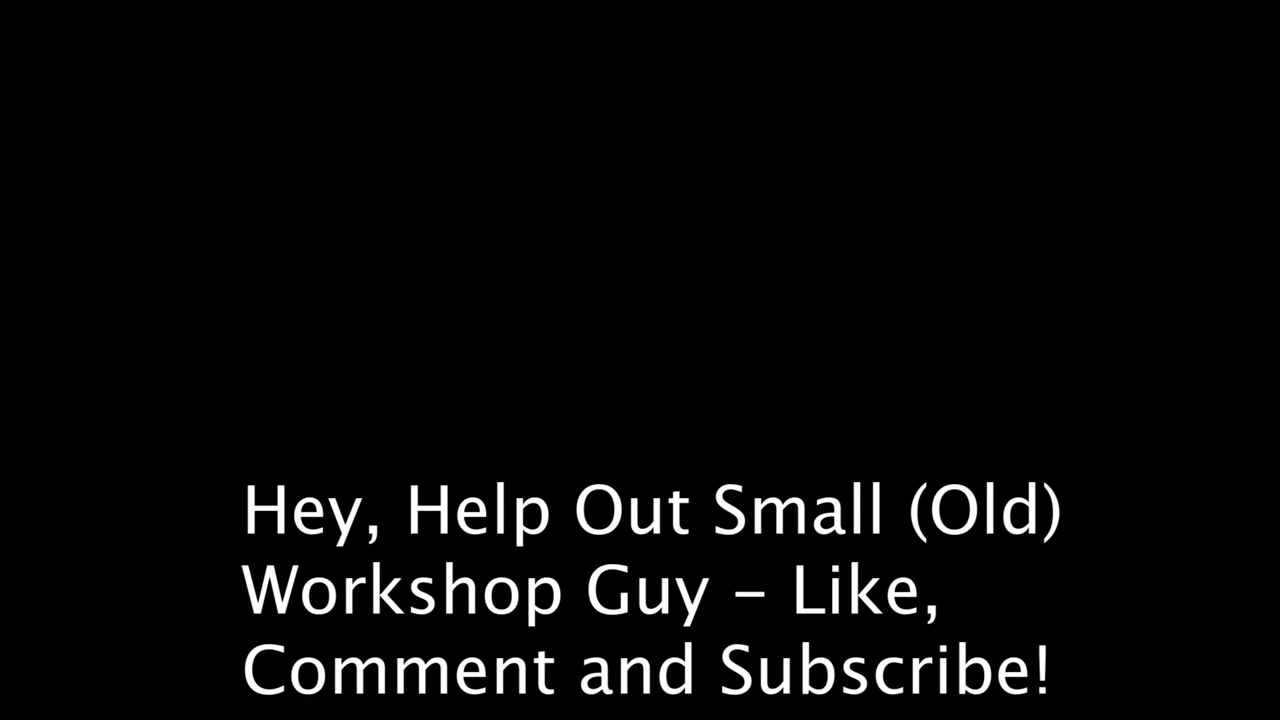 Hey, Help Out Small (Old)
Workshop Guy – Like,
Comment and Subscribe!